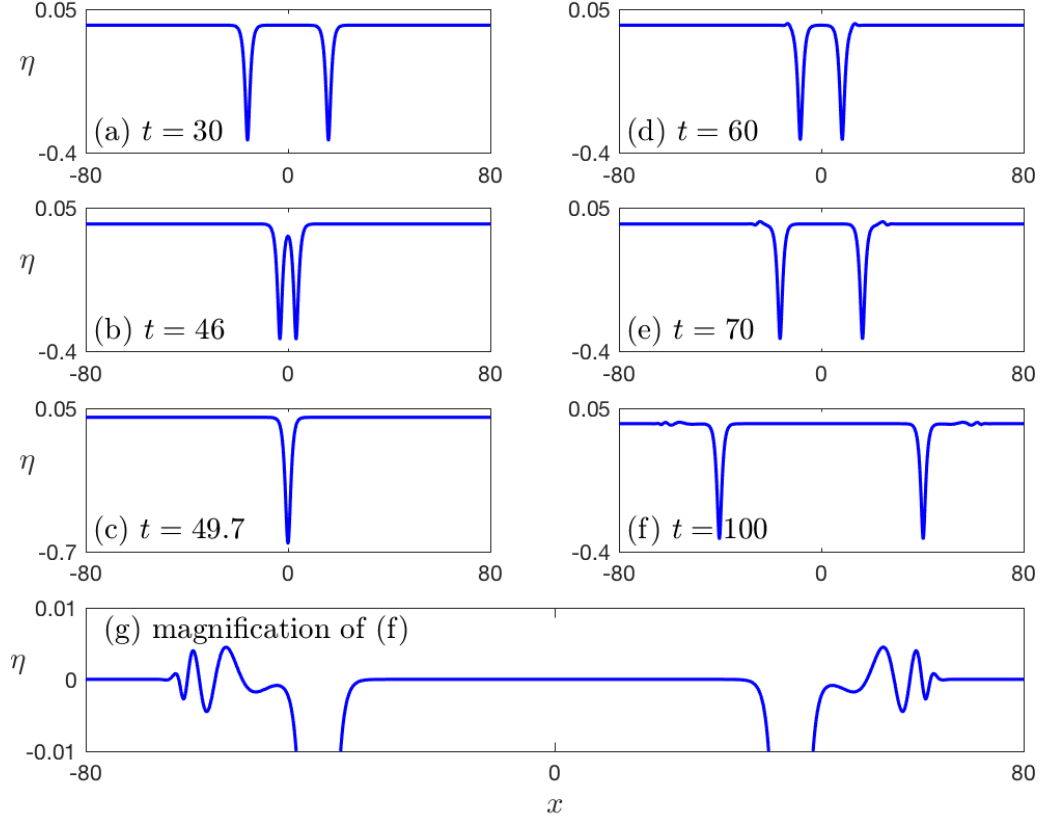 0.05
η
(a) t = 30
-0.4
-80 0 80
0.05
(d) t = 60
-0.4
-80 0 80
0.05
η
(b) t = 46
-0.4
-80 0 80
0.05
(e) t = 70
-0.4
-80 0 80
0.05
η
(c) t = 49.7
-0.7
-80 0 80
0.05
(f) t = 100
-0.4
-80 0 80
0.01
(g) magnification of (f)
η
0
-0.01
-80 0 80
x